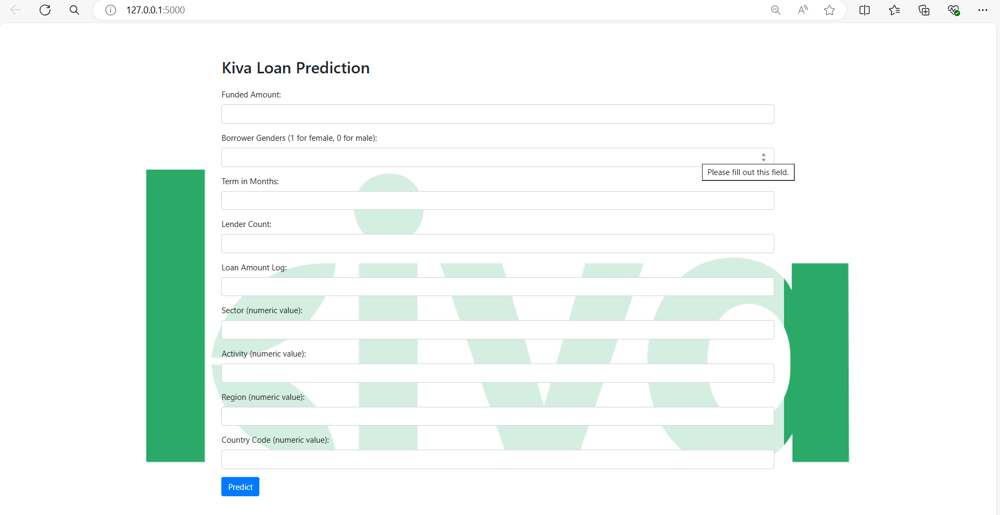 127.0.0.1:5000
Kiva Loan Prediction
Funded Amount:
Borrower Genders (1 for female, 0 for male):
Please fill out this field.
Term in Months:
Lender Count:
Loan Amount Log:
Sector (numeric value):
Activity (numeric value):
Region (numeric value):
Country Code (numeric value):
Predict
kiva